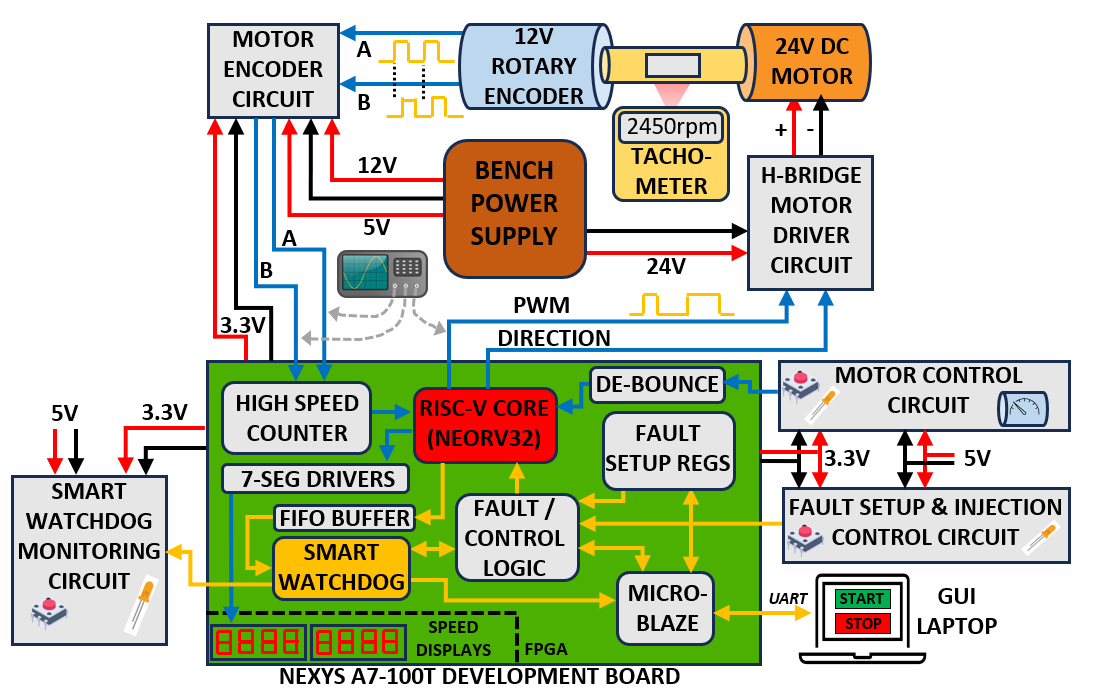 MOTOR
ENCODER
CIRCUIT
A
B
12V
ROTARY
ENCODER
24V DC
MOTOR
2450rpm
TACHO-
METER
+ -
12V
5V
BENCH
POWER
SUPPLY
24V
H-BRIDGE
MOTOR
DRIVER
CIRCUIT
A
B
3.3V
PWM
DIRECTION
HIGH SPEED
COUNTER
RISC-V CORE
(NEORV32)
DE-BOUNCE
MOTOR CONTROL
CIRCUIT
FAULT
SETUP REGS
3.3V
5V
5V
3.3V
SMART
WATCHDOG
MONITORING
CIRCUIT
7-SEG DRIVERS
FIFO BUFFER
SMART
WATCHDOG
FAULT /
CONTROL
LOGIC
FAULT SETUP & INJECTION
CONTROL CIRCUIT
MICRO-
BLAZE
UART
START
STOP
GUI
LAPTOP
8888 8888
SPEED
DISPLAYS
FPGA
NEXYS A7-100T DEVELOPMENT BOARD